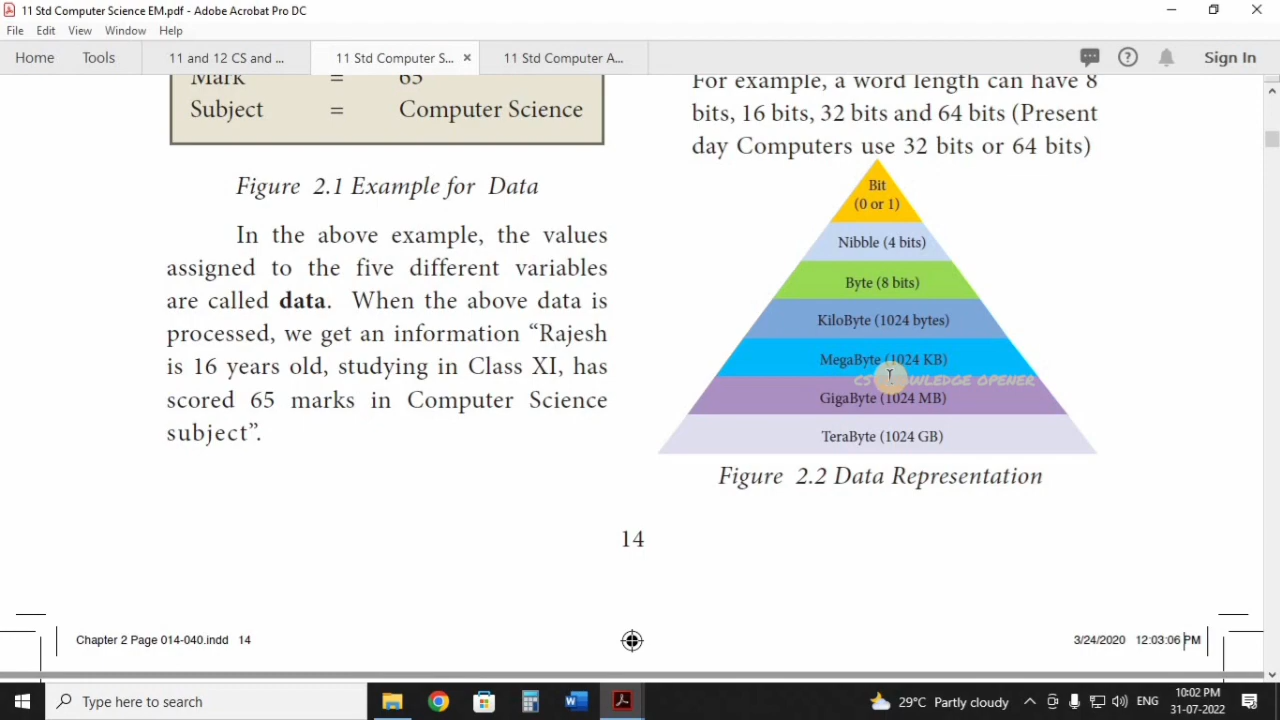 11 Std Computer Science EM.pdf - Adobe Acrobat Pro DC
File Edit View Window Help
Home Tools 11 and 12 CS and ... 11 Std Computer S... × 11 Std Computer A... Sign In
Mark = 65
Subject = Computer Science
Figure 2.1 Example for Data
In the above example, the values
assigned to the five different variables
are called data. When the above data is
processed, we get an information “Rajesh
is 16 years old, studying in Class XI, has
scored 65 marks in Computer Science
subject”.
For example, a word length can have 8
bits, 16 bits, 32 bits and 64 bits (Present
day Computers use 32 bits or 64 bits)
Bit
(0 or 1)
Nibble (4 bits)
Byte (8 bits)
KiloByte (1024 bytes)
MegaByte (1024 KB)
CS KNOWLEDGE OPENER
GigaByte (1024 MB)
TeraByte (1024 GB)
Figure 2.2 Data Representation
14
Chapter 2 Page 014-040.indd 14
3/24/2020 12:03:06 PM
Type here to search
29°C Partly cloudy
ENG
10:02 PM
31-07-2022